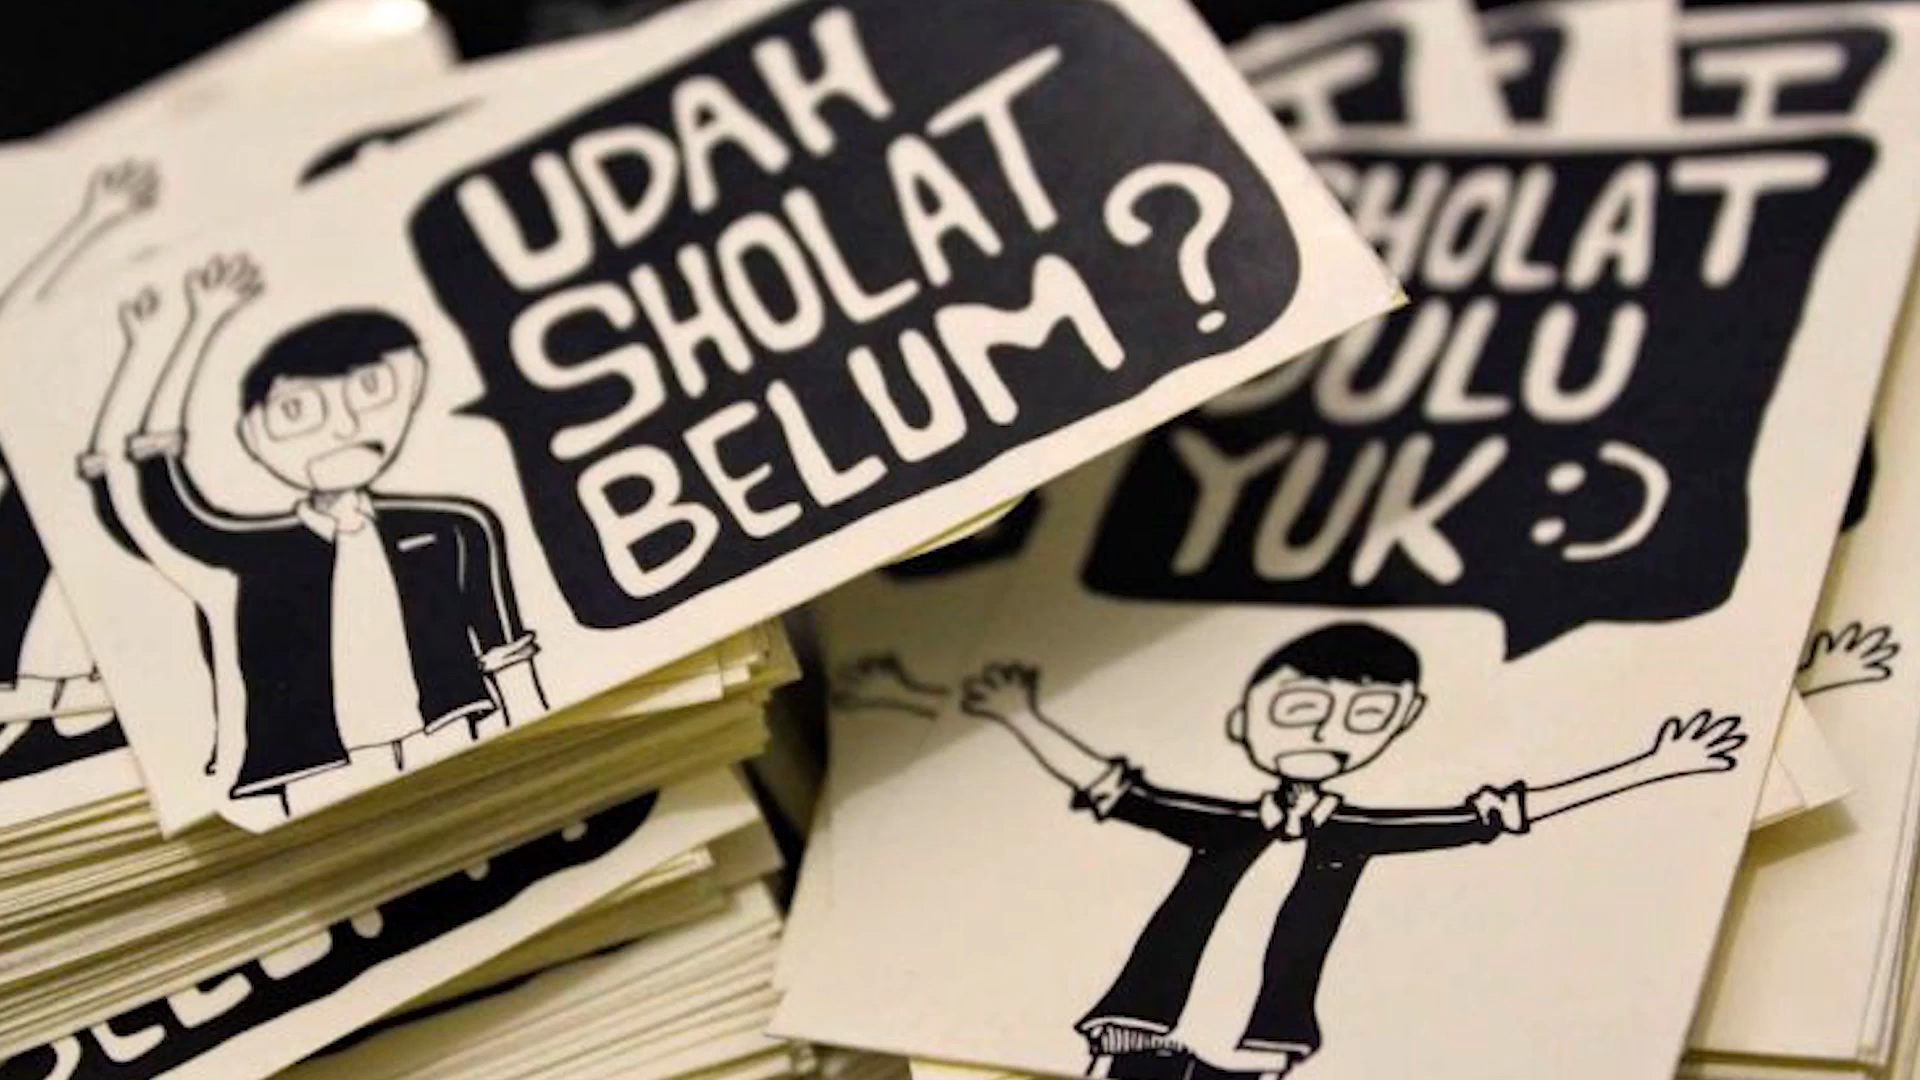 UDAH
SHOLAT
BELUM?
SHOLAT
DULU
YUK :)